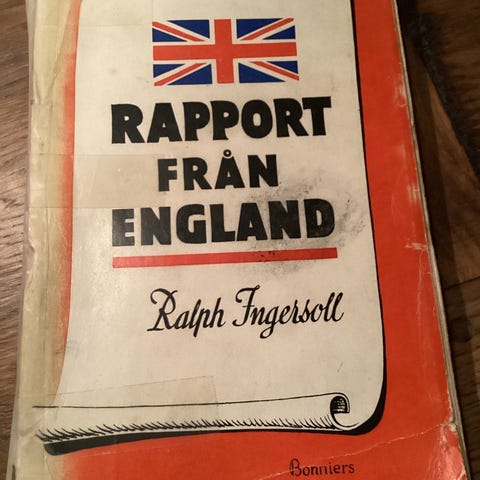 RAPPORT
FRÅN
ENGLAND
Ralph Ingersoll
Bonniers